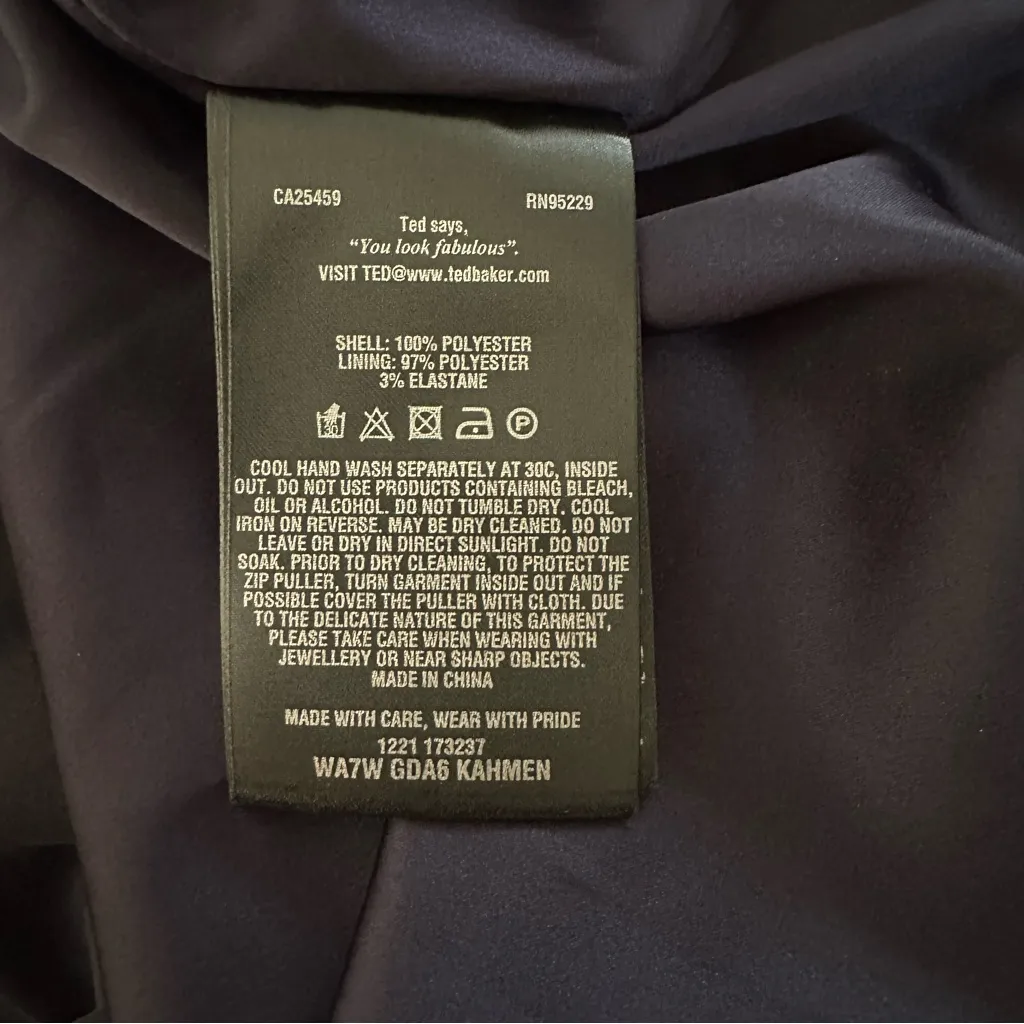 CA25459 RN95229
Ted says,
“You look fabulous”.
VISIT TED@www.tedbaker.com
SHELL: 100% POLYESTER
LINING: 97% POLYESTER
3% ELASTANE
30 P
COOL HAND WASH SEPARATELY AT 30C, INSIDE
OUT. DO NOT USE PRODUCTS CONTAINING BLEACH,
OIL OR ALCOHOL. DO NOT TUMBLE DRY. COOL
IRON ON REVERSE. MAY BE DRY CLEANED. DO NOT
LEAVE OR DRY IN DIRECT SUNLIGHT. DO NOT
SOAK. PRIOR TO DRY CLEANING, TO PROTECT THE
ZIP PULLER, TURN GARMENT INSIDE OUT AND IF
POSSIBLE COVER THE PULLER WITH CLOTH. DUE
TO THE DELICATE NATURE OF THIS GARMENT,
PLEASE TAKE CARE WHEN WEARING WITH
JEWELLERY OR NEAR SHARP OBJECTS.
MADE IN CHINA
MADE WITH CARE, WEAR WITH PRIDE
1221 173237
WA7W GDA6 KAHMEN